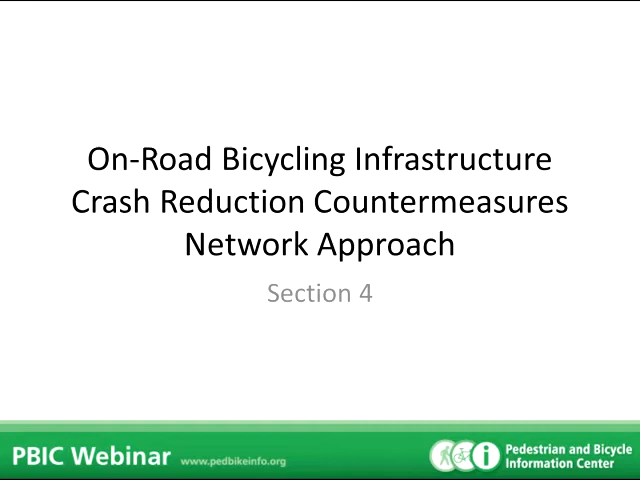 On-Road Bicycling Infrastructure
Crash Reduction Countermeasures
Network Approach
Section 4
PBIC Webinar www.pedbikeinfo.org
Pedestrian and Bicycle
Information Center